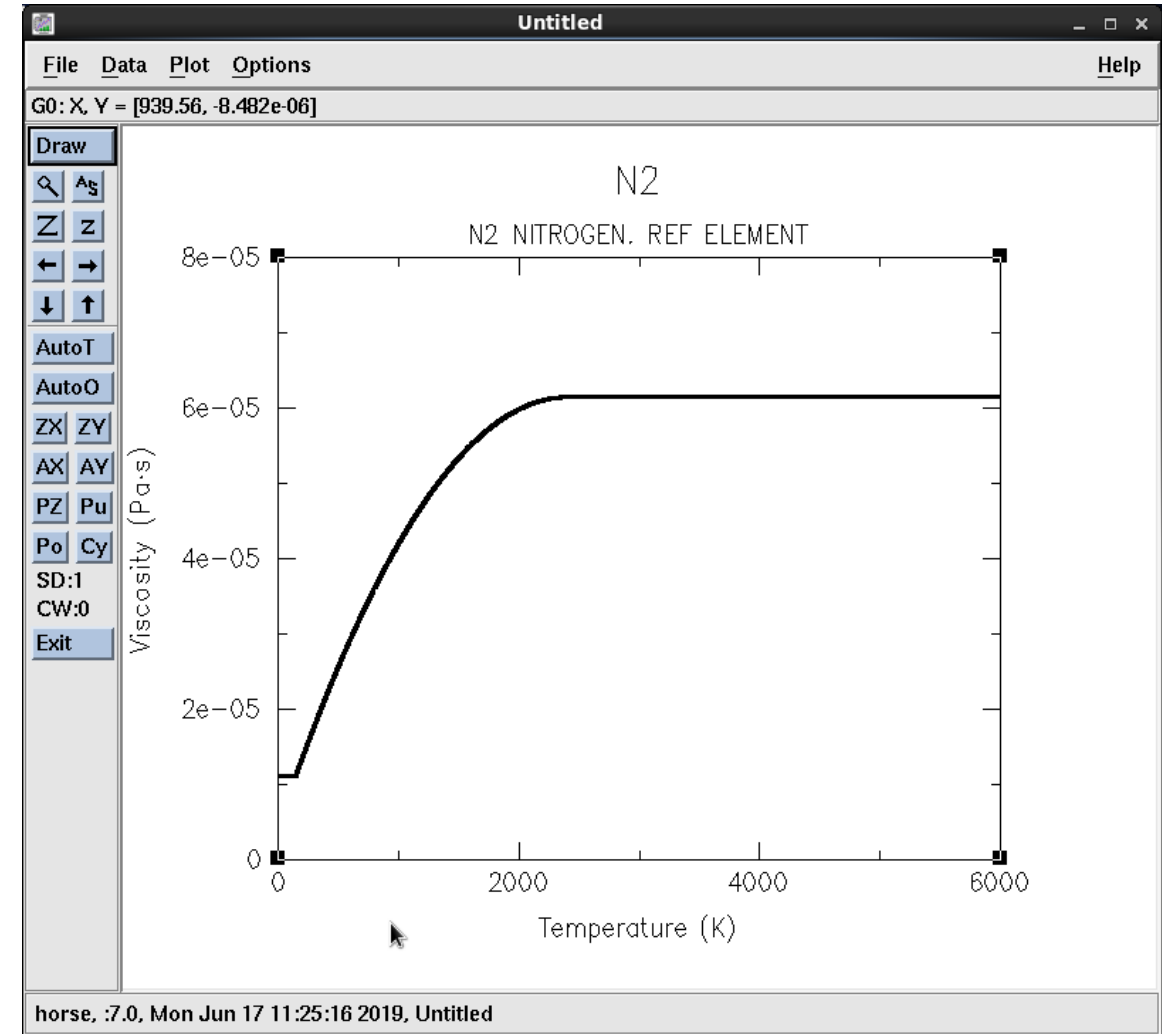 Untitled
File Data Plot Options Help
G0: X, Y = [939.56, -8.482e-06]
Draw
A S
Z z
AutoT
AutoO
ZX ZY
AX AY
PZ Pu
Po Cy
SD:1
CW:0
Exit
N2
N2 NITROGEN. REF ELEMENT
8e-05
6e-05
4e-05
2e-05
0
Viscosity (Pa·s)
0 2000 4000 6000
Temperature (K)
horse, :7.0, Mon Jun 17 11:25:16 2019, Untitled